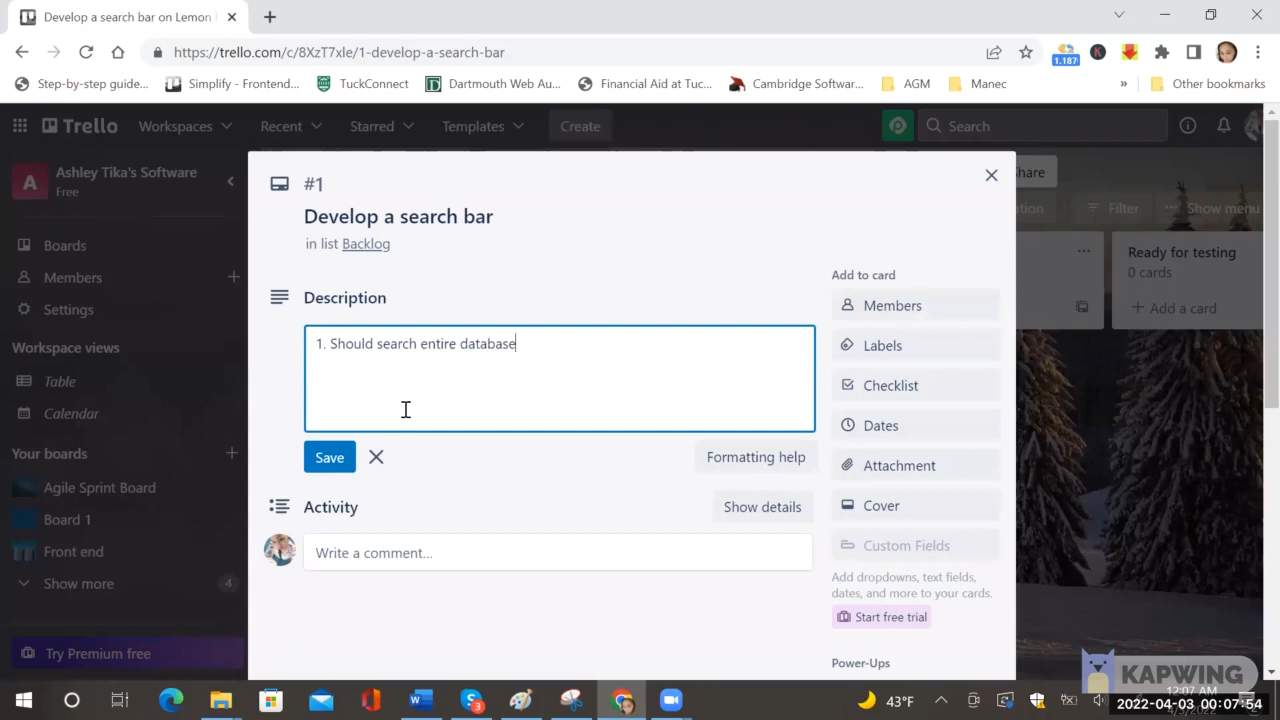 Develop a search bar on Lemon
https://trello.com/c/8XzT7xle/1-develop-a-search-bar
1.187
Step-by-step guide...
Simplify - Frontend...
TuckConnect
Dartmouth Web Au...
Financial Aid at Tuc...
Cambridge Softwar...
AGM
Manec
»
Other bookmarks
Trello
Workspaces
Recent
Starred
Templates
Create
Search
A
Ashley Tika's Software
Free
Boards
Members
Settings
Workspace views
Table
Calendar
Your boards
Agile Sprint Board
Board 1
Front end
Show more
4
Try Premium free
#1
Develop a search bar
in list Backlog
Description
1. Should search entire database
Save
Formatting help
Activity
Show details
Write a comment...
Add to card
Members
Labels
Checklist
Dates
Attachment
Cover
Custom Fields
Add dropdowns, text fields,
dates, and more to your cards.
Start free trial
Power-Ups
Filter
Show menu
Ready for testing
0 cards
Add a card
KAPWING
43°F
12:07 AM
2022-04-03 00:07:54